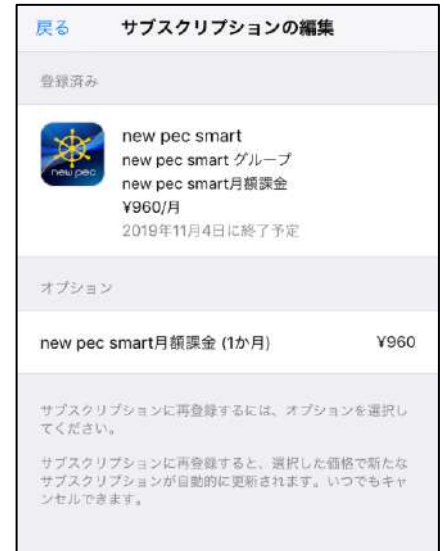 戻る サブスクリプションの編集
登録済み
new pec
new pec smart
new pec smart グループ
new pec smart月額課金
¥960/月
2019年11月4日に終了予定
オプション
new pec smart月額課金 (1か月) ¥960
サブスクリプションに再登録するには、オプションを選択し
てください。
サブスクリプションに再登録すると、選択した価格で新たな
サブスクリプションが自動的に更新されます。いつでもキャ
ンセルできます。